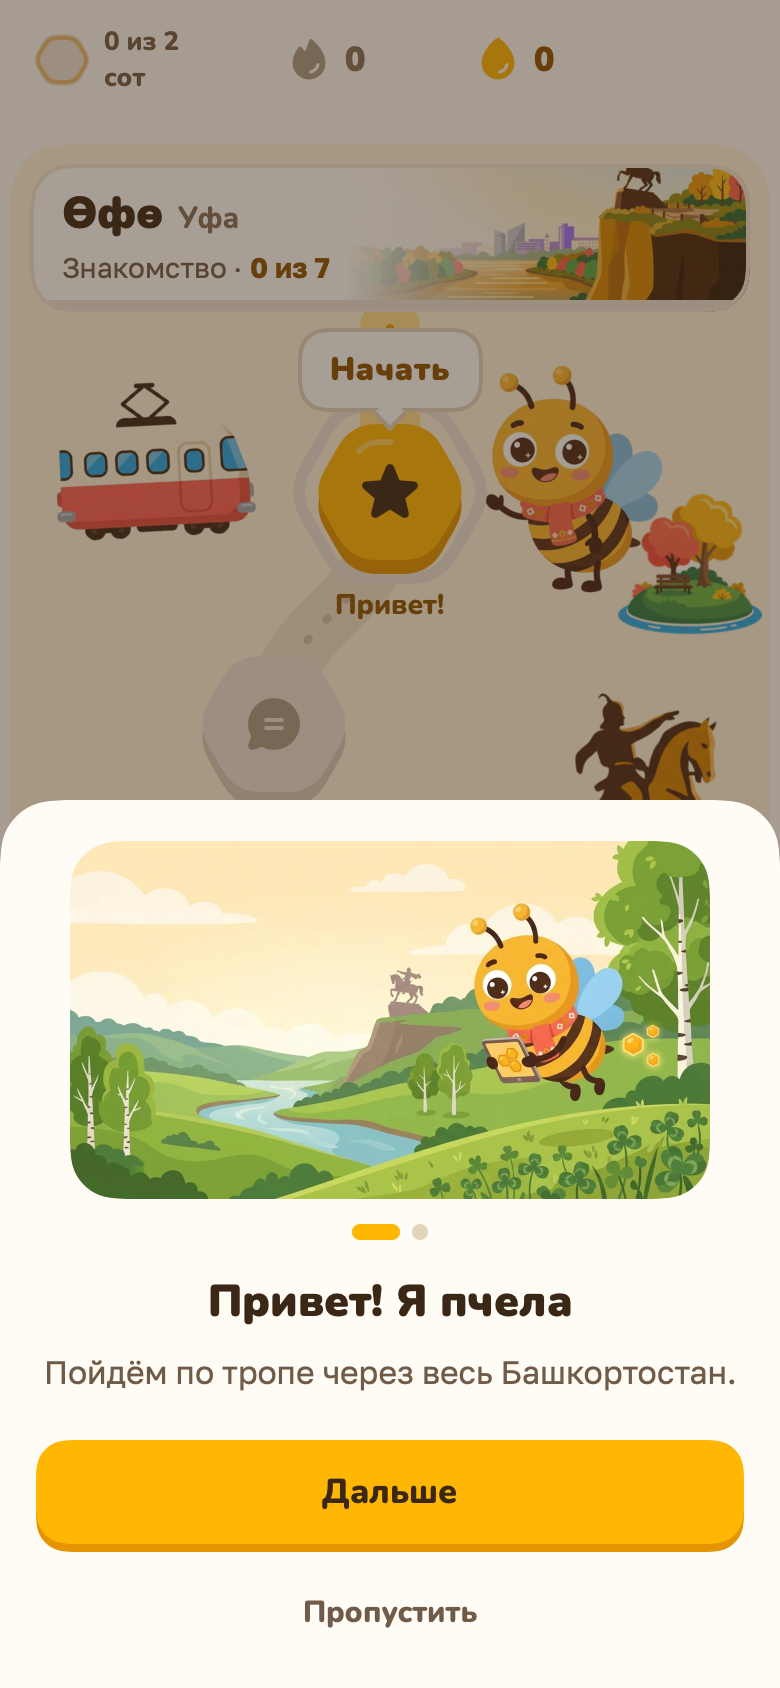 0 из 2
сот
0
0
Өфө Уфа
Знакомство · 0 из 7
Начать
Привет!
Привет! Я пчела
Пойдём по тропе через весь Башкортостан.
Дальше
Пропустить